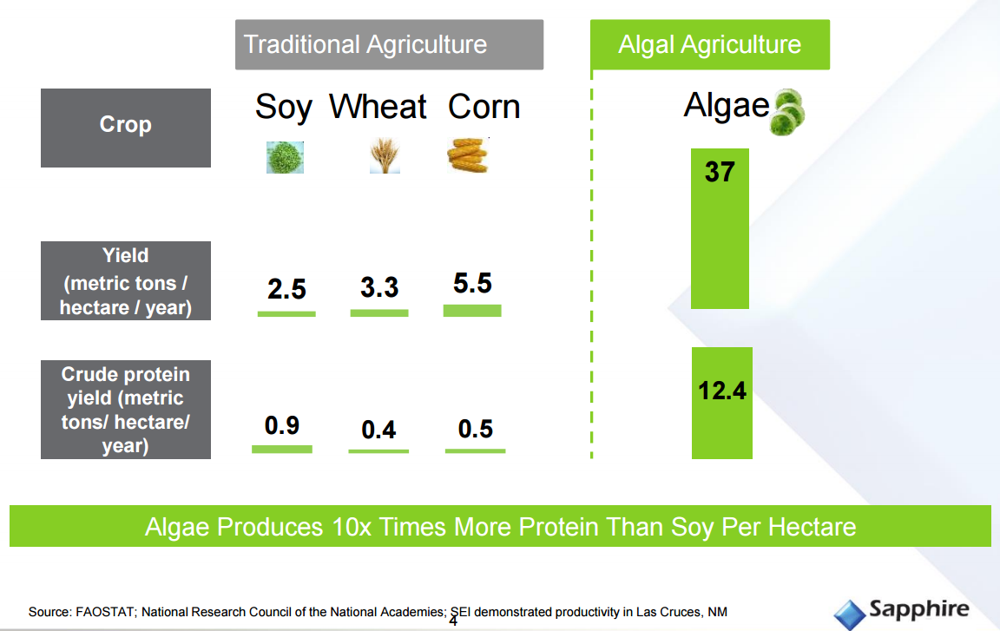 Traditional Agriculture
Algal Agriculture
Crop
Soy Wheat Corn
Algae
37
Yield
(metric tons /
hectare / year)
2.5 3.3 5.5
Crude protein
yield (metric
tons/ hectare/
year)
0.9 0.4 0.5
12.4
Algae Produces 10x Times More Protein Than Soy Per Hectare
Source: FAOSTAT; National Research Council of the National Academies; SEI demonstrated productivity in Las Cruces, NM
4
Sapphire